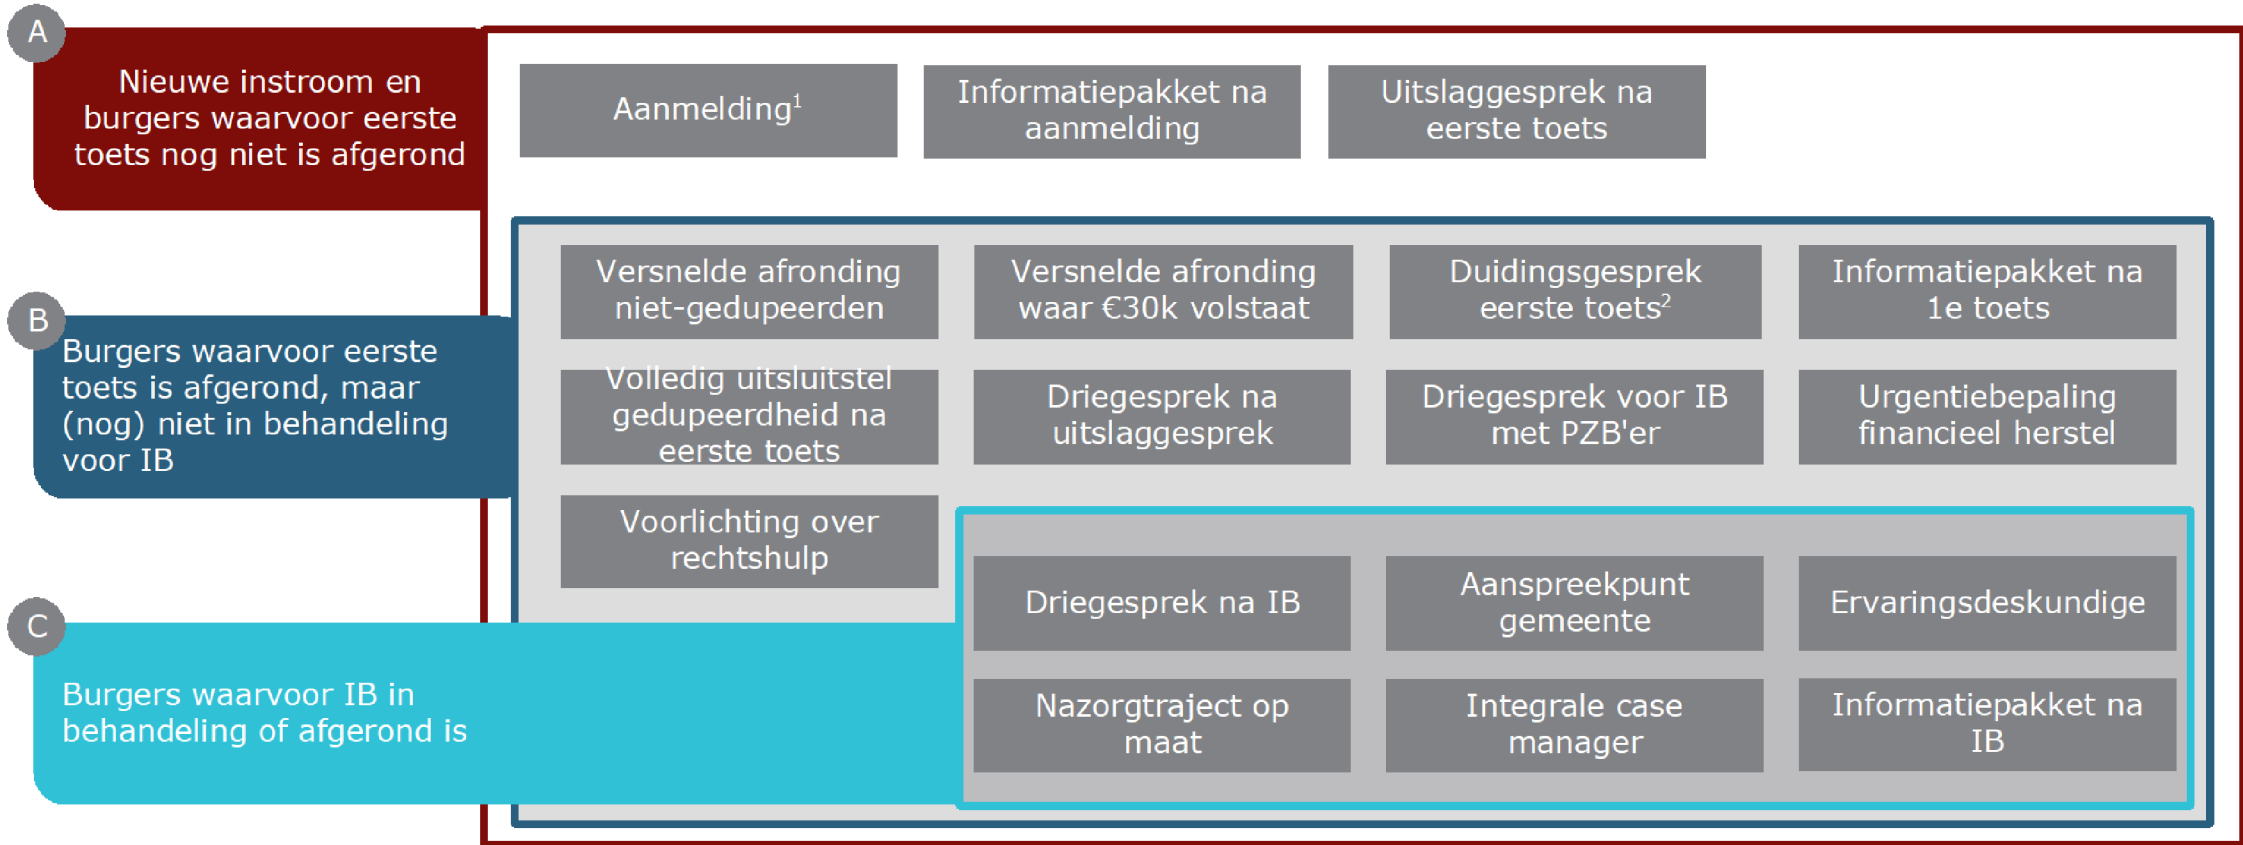 A
Nieuwe instroom en
burgers waarvoor eerste
toets nog niet is afgerond
Aanmelding¹
Informatiepakket na
aanmelding
Uitslaggesprek na
eerste toets
B
Burgers waarvoor eerste
toets is afgerond, maar
(nog) niet in behandeling
voor IB
Versnelde afronding
niet-gedupeerden
Versnelde afronding
waar €30k volstaat
Duidingsgesprek
eerste toets²
Informatiepakket na
1e toets
Volledig uitsluitstel
gedupeerdheid na
eerste toets
Driegesprek na
uitslaggesprek
Driegesprek voor IB
met PZB'er
Urgentiebepaling
financieel herstel
Voorlichting over
rechtshulp
C
Burgers waarvoor IB in
behandeling of afgerond is
Driegesprek na IB
Aanspreekpunt
gemeente
Ervaringsdeskundige
Nazorgtraject op
maat
Integrale case
manager
Informatiepakket na
IB